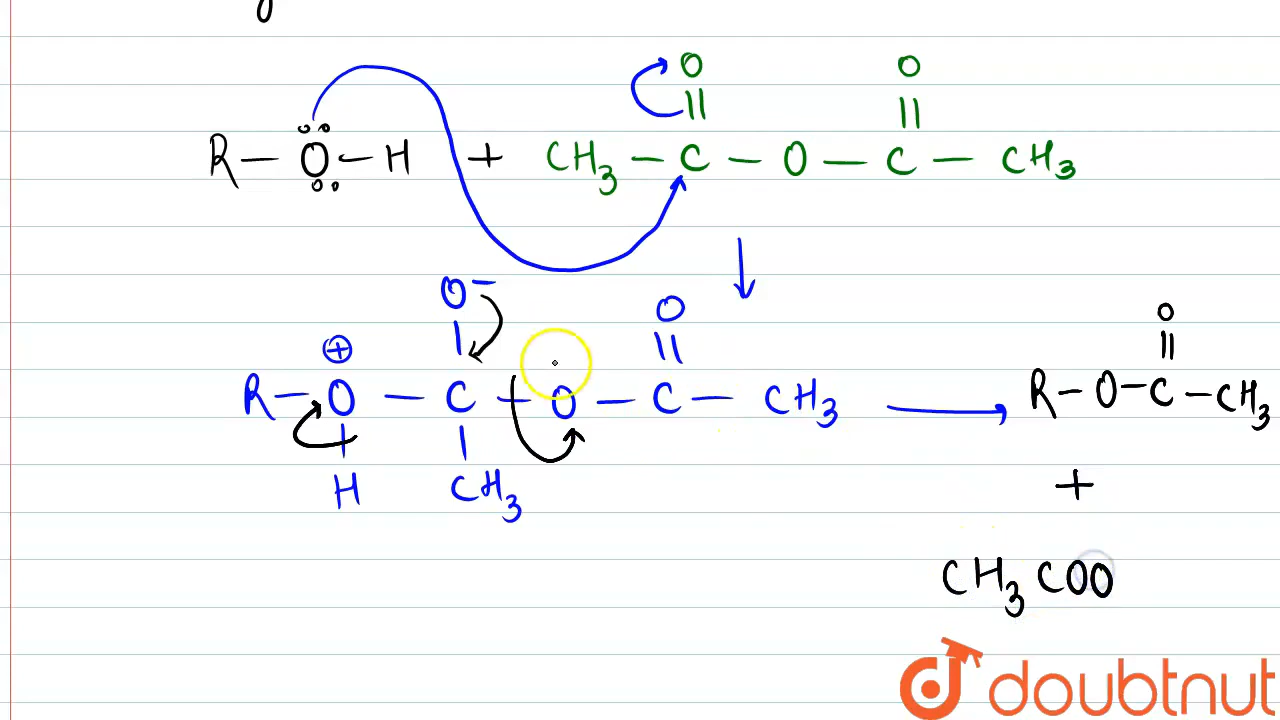 O O
R — O — H + CH3 — C — O — C — CH3
O− O
⊕ O
R — O — C — O — C — CH3 → R — O — C — CH3
H CH3 +
CH3COO
doubtnut